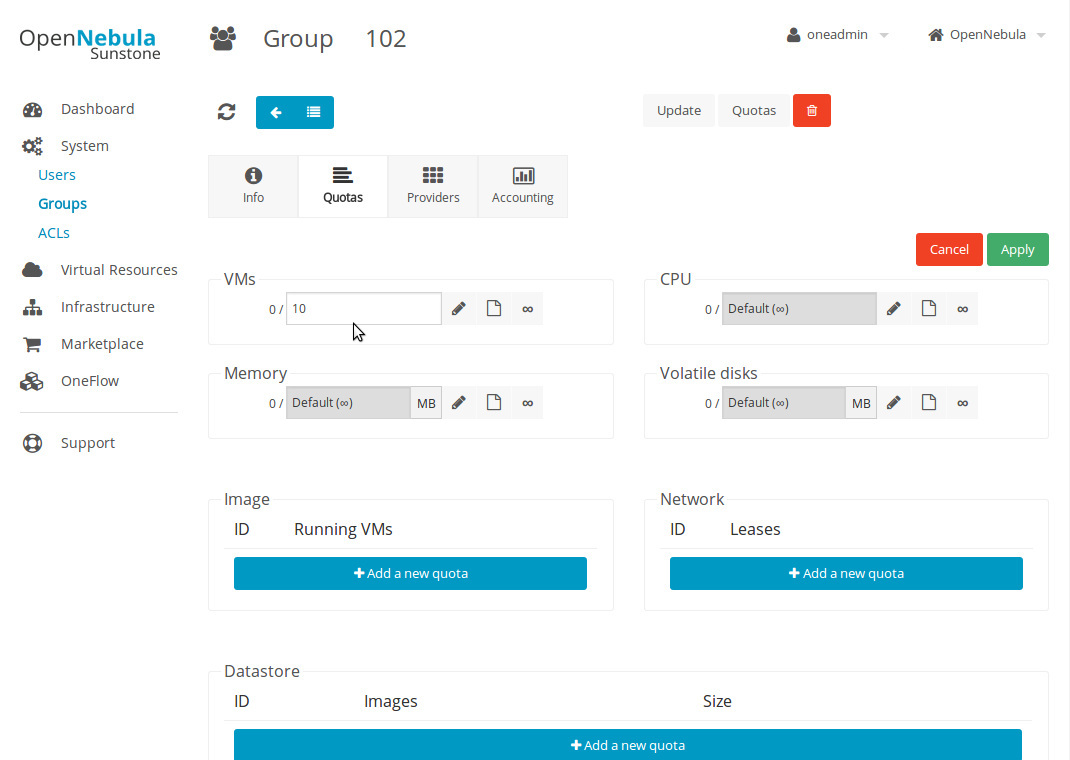 OpenNebula
Sunstone
Group 102
oneadmin
OpenNebula
Dashboard
System
Users
Groups
ACLs
Virtual Resources
Infrastructure
Marketplace
OneFlow
Support
Update
Quotas
Info
Quotas
Providers
Accounting
Cancel
Apply
VMs
0 / 10 ∞
CPU
0 / Default (∞) ∞
Memory
0 / Default (∞) MB ∞
Volatile disks
0 / Default (∞) MB ∞
Image
ID Running VMs
Add a new quota
Network
ID Leases
Add a new quota
Datastore
ID Images Size
Add a new quota